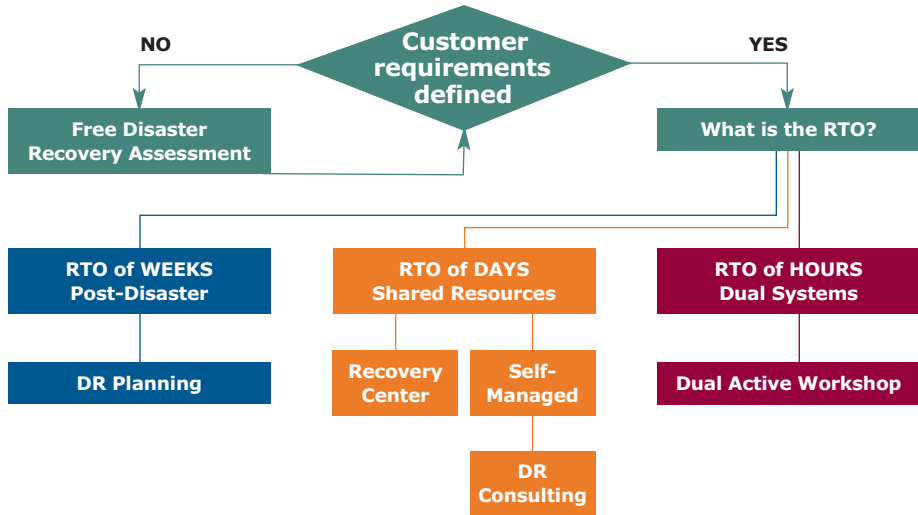 NO
Customer
requirements
defined
YES
Free Disaster
Recovery Assessment
What is the RTO?
RTO of WEEKS
Post-Disaster
RTO of DAYS
Shared Resources
RTO of HOURS
Dual Systems
DR Planning
Recovery
Center
Self-
Managed
Dual Active Workshop
DR
Consulting